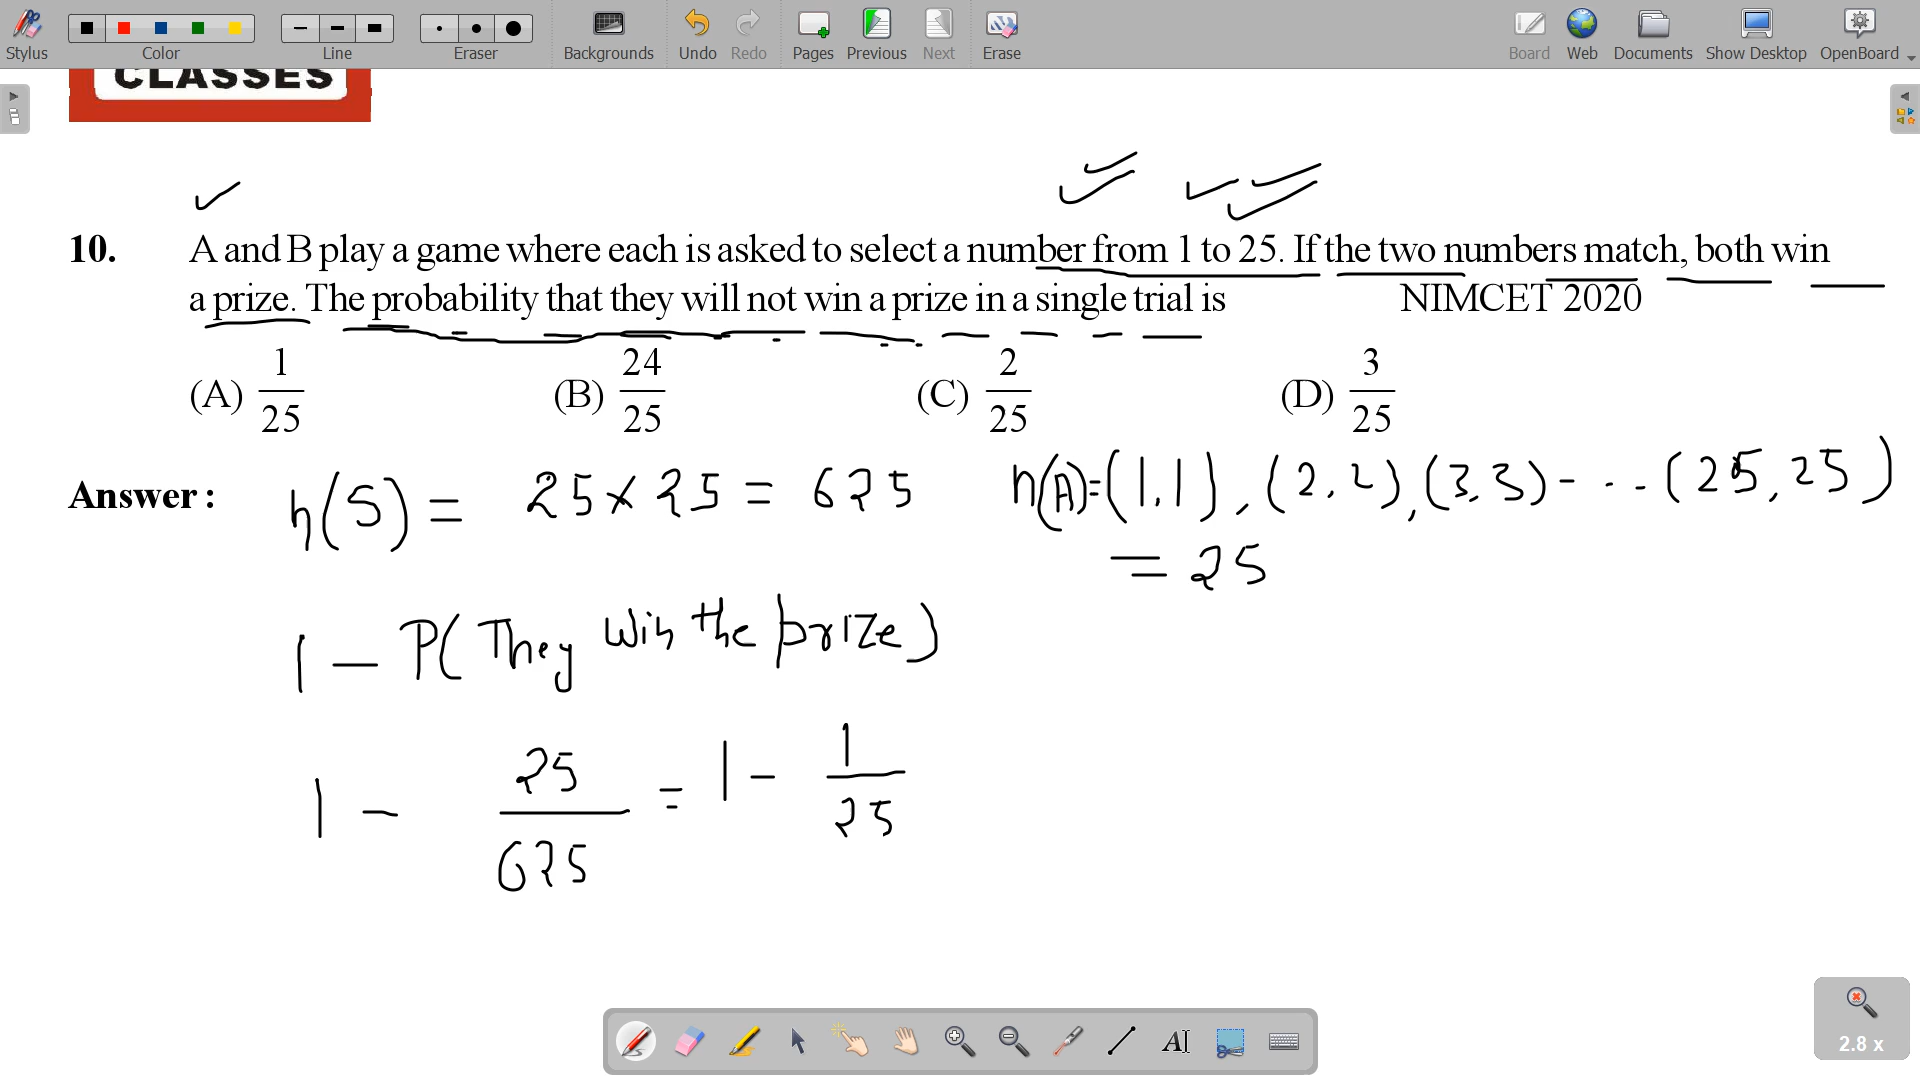 Stylus Color Line Eraser Backgrounds Undo Redo Pages Previous Next Erase Board Web Documents Show Desktop OpenBoard
CLASSES
10. A and B play a game where each is asked to select a number from 1 to 25. If the two numbers match, both win
a prize. The probability that they will not win a prize in a single trial is NIMCET 2020
(A) 1/25 (B) 24/25 (C) 2/25 (D) 3/25
Answer : n(S) = 25 × 25 = 625 n(A) = (1,1), (2,2), (3,3) - ... (25,25)
= 25
1 - P(They win the prize)
1 - 25/625 = 1 - 1/25
2.8 x